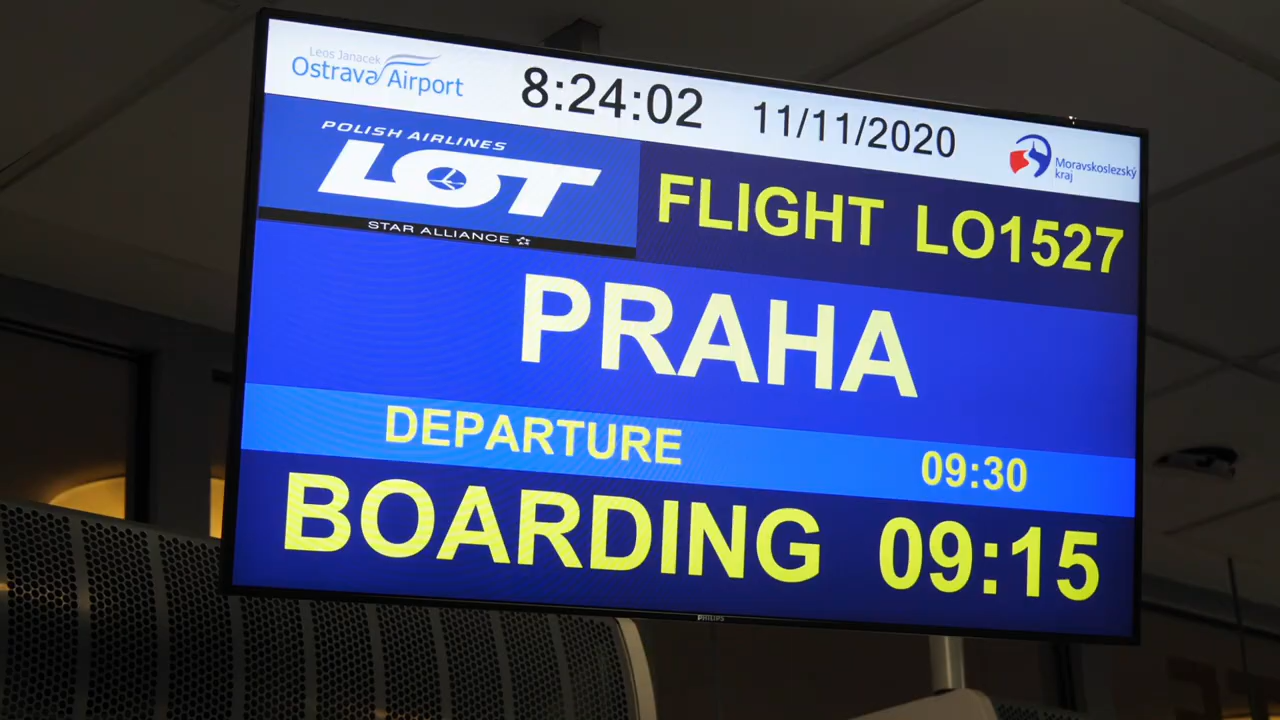 Leos Janacek
Ostrava Airport
8:24:02
11/11/2020
Moravskoslezský
kraj
POLISH AIRLINES
LOT
STAR ALLIANCE
FLIGHT LO1527
PRAHA
DEPARTURE 09:30
BOARDING 09:15
PHILIPS